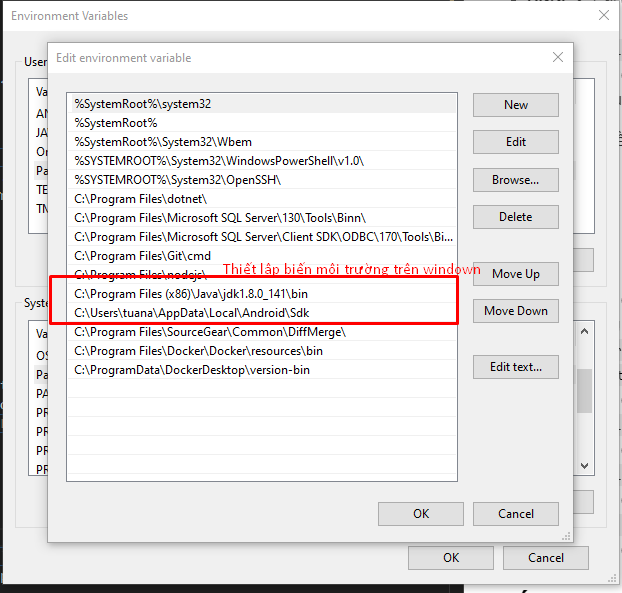 Environment Variables
Edit environment variable
User
Va
AN
JA
Or
Pa
TE
TN
%SystemRoot%\system32
%SystemRoot%
%SystemRoot%\System32\Wbem
%SYSTEMROOT%\System32\WindowsPowerShell\v1.0\
%SYSTEMROOT%\System32\OpenSSH\
C:\Program Files\dotnet\
C:\Program Files\Microsoft SQL Server\130\Tools\Binn\
C:\Program Files\Microsoft SQL Server\Client SDK\ODBC\170\Tools\Bi...
C:\Program Files\Git\cmd
C:\Program Files\nodejs\
Thiết lập biến môi trường trên windown
C:\Program Files (x86)\Java\jdk1.8.0_141\bin
C:\Users\tuana\AppData\Local\Android\Sdk
C:\Program Files\SourceGear\Common\DiffMerge\
C:\Program Files\Docker\Docker\resources\bin
C:\ProgramData\DockerDesktop\version-bin
New
Edit
Browse...
Delete
Move Up
Move Down
Edit text...
Syste
Va
OS
Pa
PA
PR
PR
PR
PR
OK
Cancel
OK
Cancel